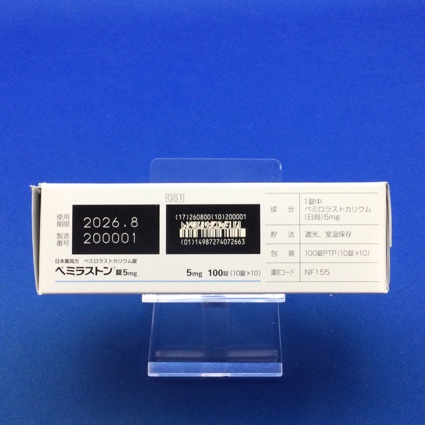 使用
期限
2026.8
製造
番号
200001
GS1
(17)260800(10)200001
(01)14987274072663
日本薬局方 ペミロラストカリウム錠
ペミラストン錠5mg
5mg 100錠(10錠×10)
成分
1錠中
ペミロラストカリウム
(日局)5mg
貯法
遮光、室温保存
包装
100錠PTP(10錠×10)
識別コード
NF155